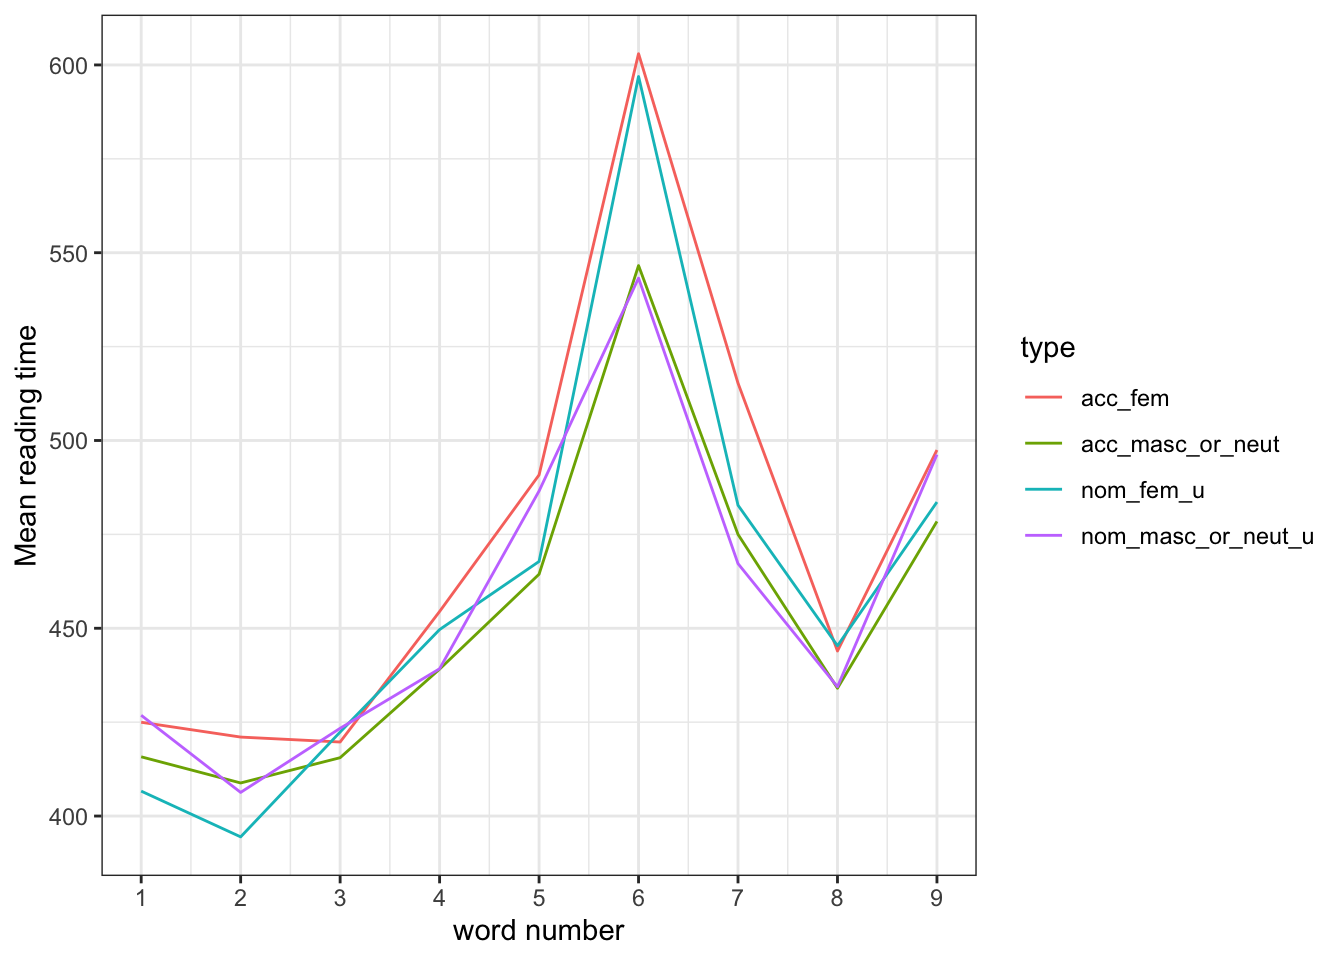 600
550
500
450
400
Mean reading time
1 2 3 4 5 6 7 8 9
word number
type
acc_fem
acc_masc_or_neut
nom_fem_u
nom_masc_or_neut_u